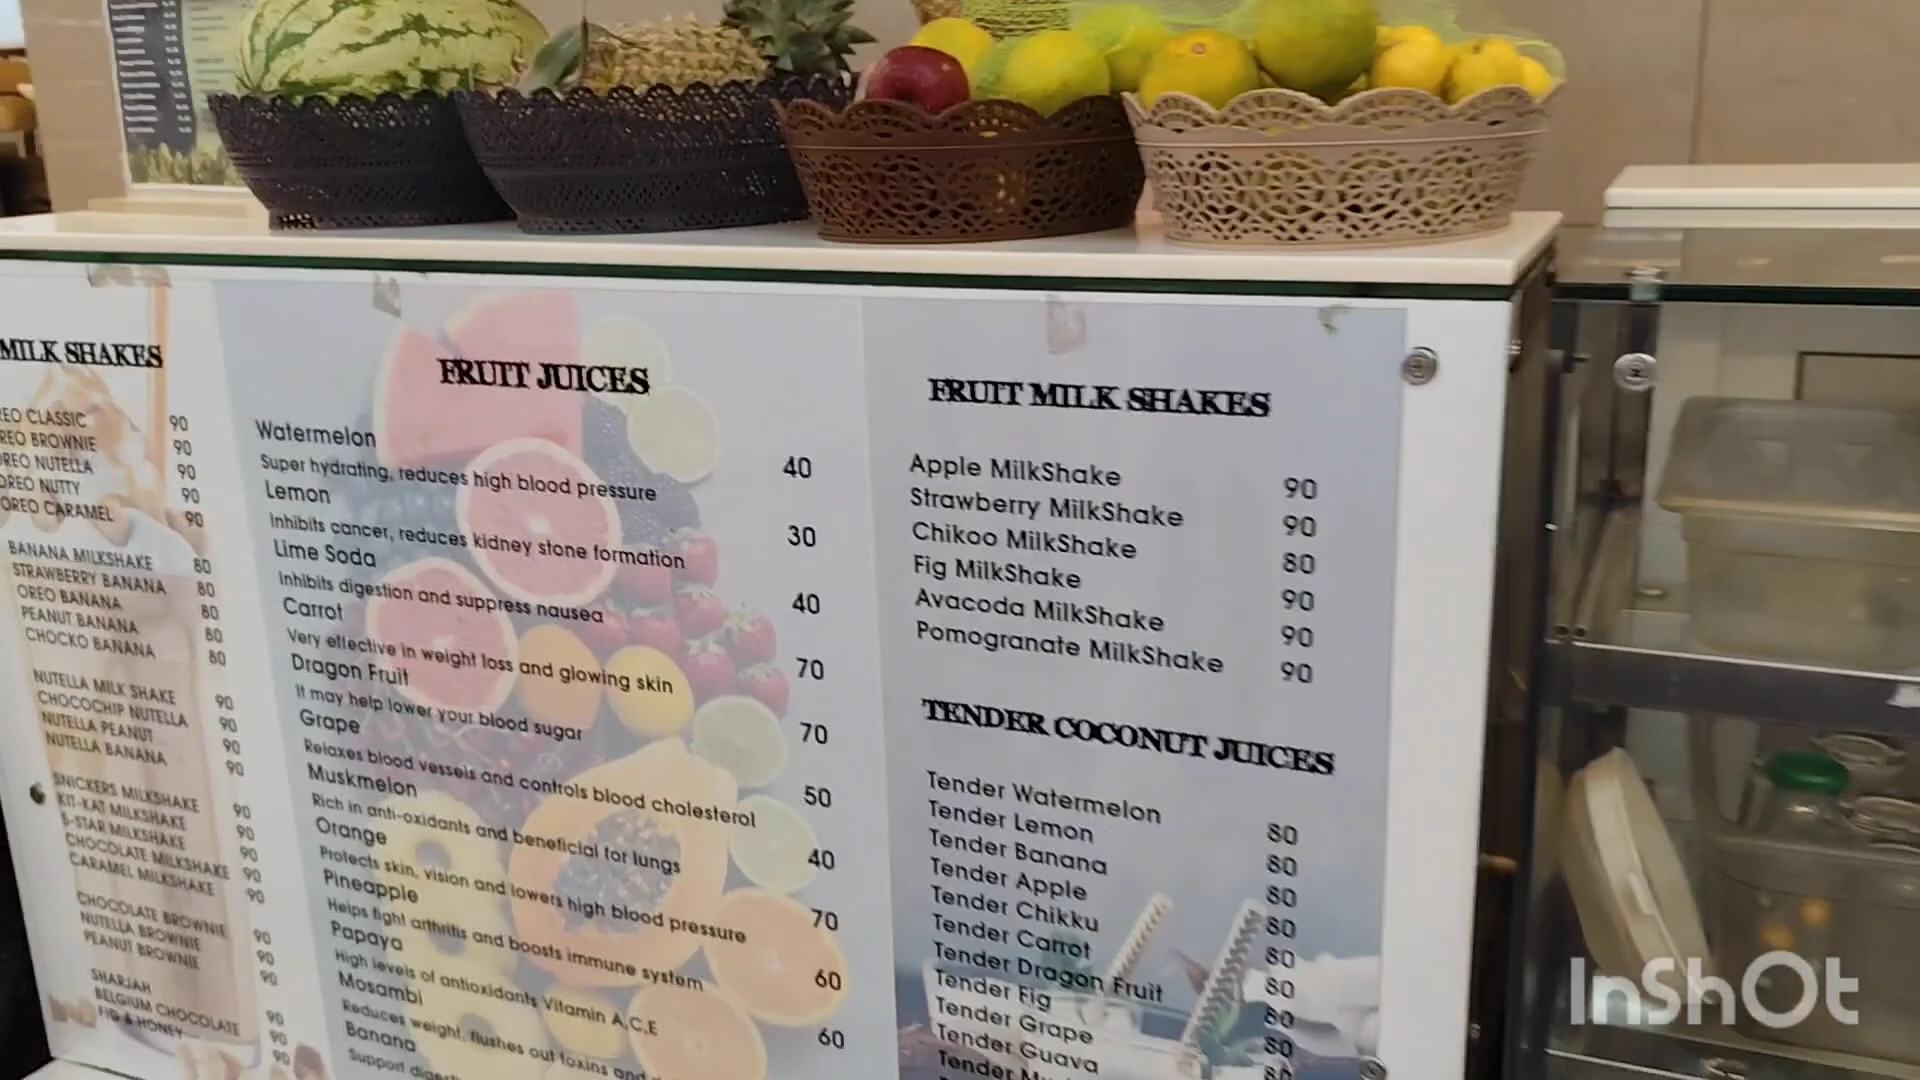 MILK SHAKES
EO CLASSIC 90
REO BROWNIE 90
OREO NUTELLA 90
OREO NUTTY 90
OREO CARAMEL 90
BANANA MILKSHAKE 80
STRAWBERRY BANANA 80
OREO BANANA 80
PEANUT BANANA 80
CHOCKO BANANA 80
NUTELLA MILK SHAKE 90
CHOCOCHIP NUTELLA 90
NUTELLA PEANUT 90
NUTELLA BANANA 90
SNICKERS MILKSHAKE 90
KIT-KAT MILKSHAKE 90
5-STAR MILKSHAKE 90
CHOCOLATE MILKSHAKE 90
CARAMEL MILKSHAKE 90
CHOCOLATE BROWNIE 90
NUTELLA BROWNIE 90
PEANUT BROWNIE 90
SHARJAH 90
BELGIUM CHOCOLATE 90
FIG & HONEY 90
FRUIT JUICES
Watermelon 40
Super hydrating, reduces high blood pressure
Lemon 30
Inhibits cancer, reduces kidney stone formation
Lime Soda 40
Inhibits digestion and suppress nausea
Carrot 70
Very effective in weight loss and glowing skin
Dragon Fruit 70
It may help lower your blood sugar
Grape 50
Relaxes blood vessels and controls blood cholesterol
Muskmelon 40
Rich in anti-oxidants and beneficial for lungs
Orange 70
Protects skin, vision and lowers high blood pressure
Pineapple 60
Helps fight arthritis and boosts immune system
Papaya 60
High levels of antioxidants Vitamin A,C,E
Mosambi
Reduces weight, flushes out toxins and
Banana
Support
FRUIT MILK SHAKES
Apple MilkShake 90
Strawberry MilkShake 90
Chikoo MilkShake 80
Fig MilkShake 90
Avacoda MilkShake 90
Pomogranate MilkShake 90
TENDER COCONUT JUICES
Tender Watermelon 80
Tender Lemon 80
Tender Banana 80
Tender Apple 80
Tender Chikku 80
Tender Carrot 80
Tender Dragon Fruit 80
Tender Fig 80
Tender Grape 80
Tender Guava
Tender
InShOt